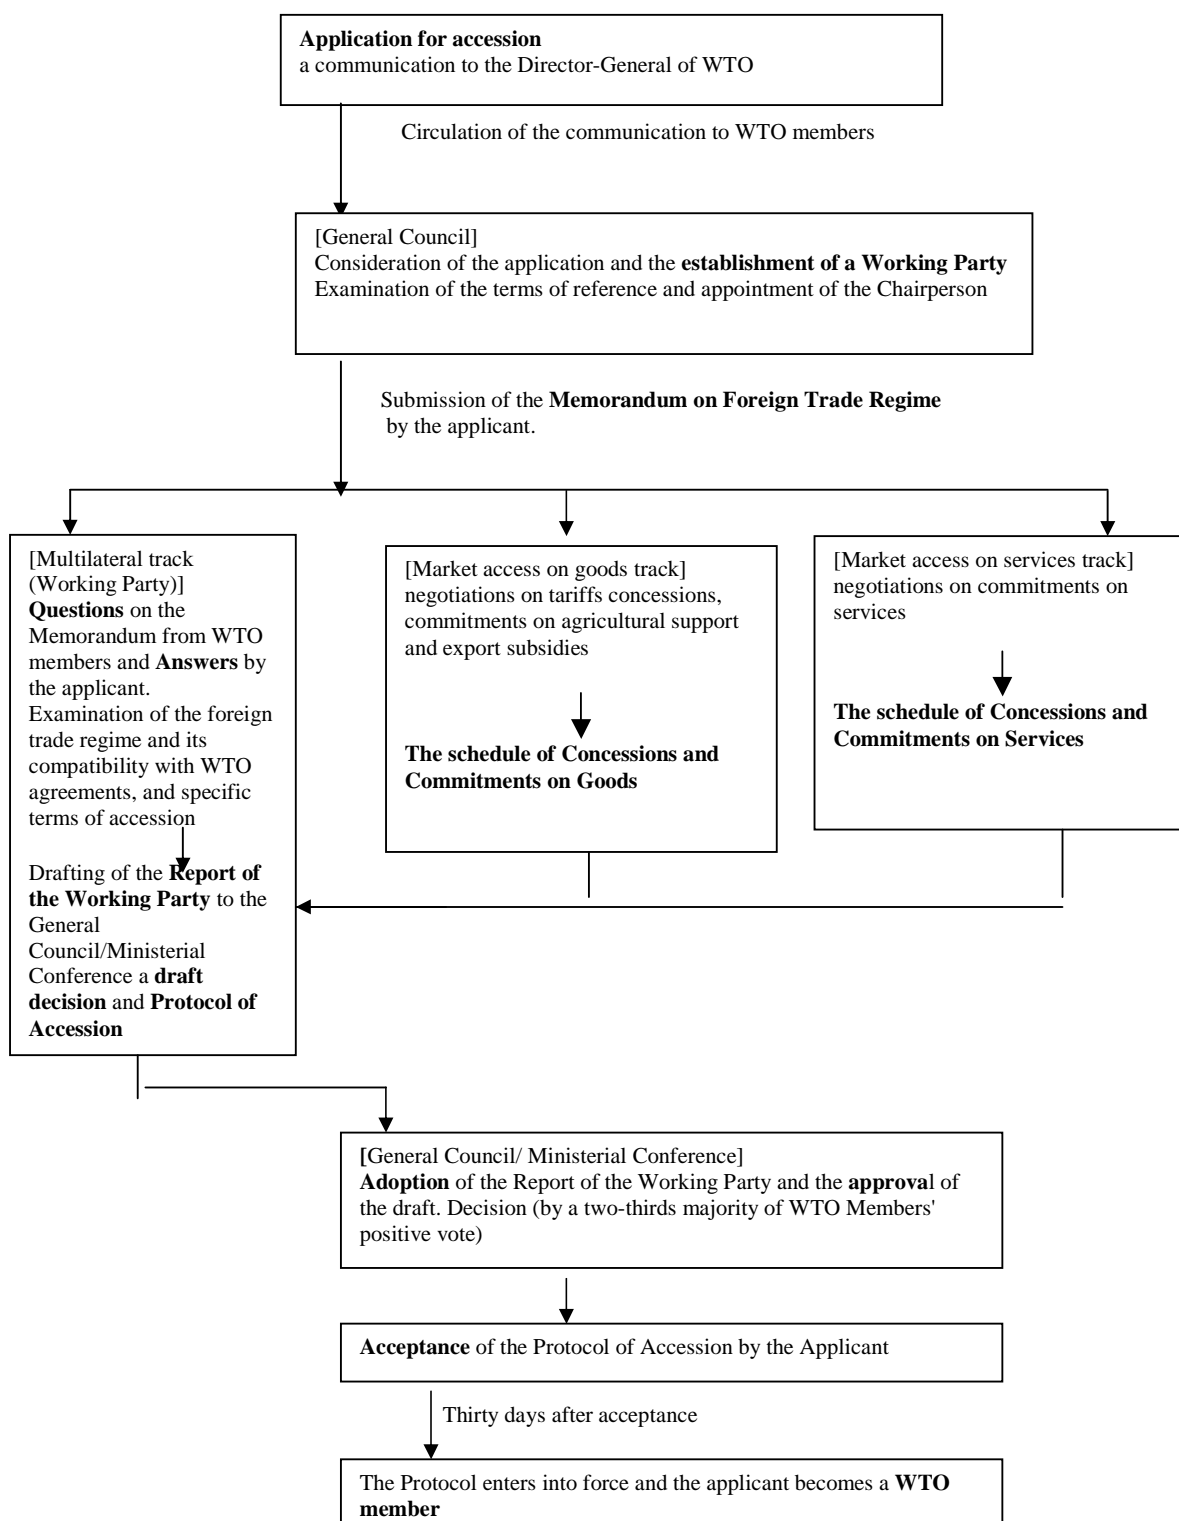 Application for accession
a communication to the Director-General of WTO
Circulation of the communication to WTO members
[General Council]
Consideration of the application and the establishment of a Working Party
Examination of the terms of reference and appointment of the Chairperson
Submission of the Memorandum on Foreign Trade Regime
by the applicant.
[Multilateral track
(Working Party)]
Questions on the
Memorandum from WTO
members and Answers by
the applicant.
Examination of the foreign
trade regime and its
compatibility with WTO
agreements, and specific
terms of accession
Drafting of the Report of
the Working Party to the
General
Council/Ministerial
Conference a draft
decision and Protocol of
Accession
[Market access on goods track]
negotiations on tariffs concessions,
commitments on agricultural support
and export subsidies
The schedule of Concessions and
Commitments on Goods
[Market access on services track]
negotiations on commitments on
services
The schedule of Concessions and
Commitments on Services
[General Council/ Ministerial Conference]
Adoption of the Report of the Working Party and the approval of
the draft. Decision (by a two-thirds majority of WTO Members'
positive vote)
Acceptance of the Protocol of Accession by the Applicant
Thirty days after acceptance
The Protocol enters into force and the applicant becomes a WTO
member